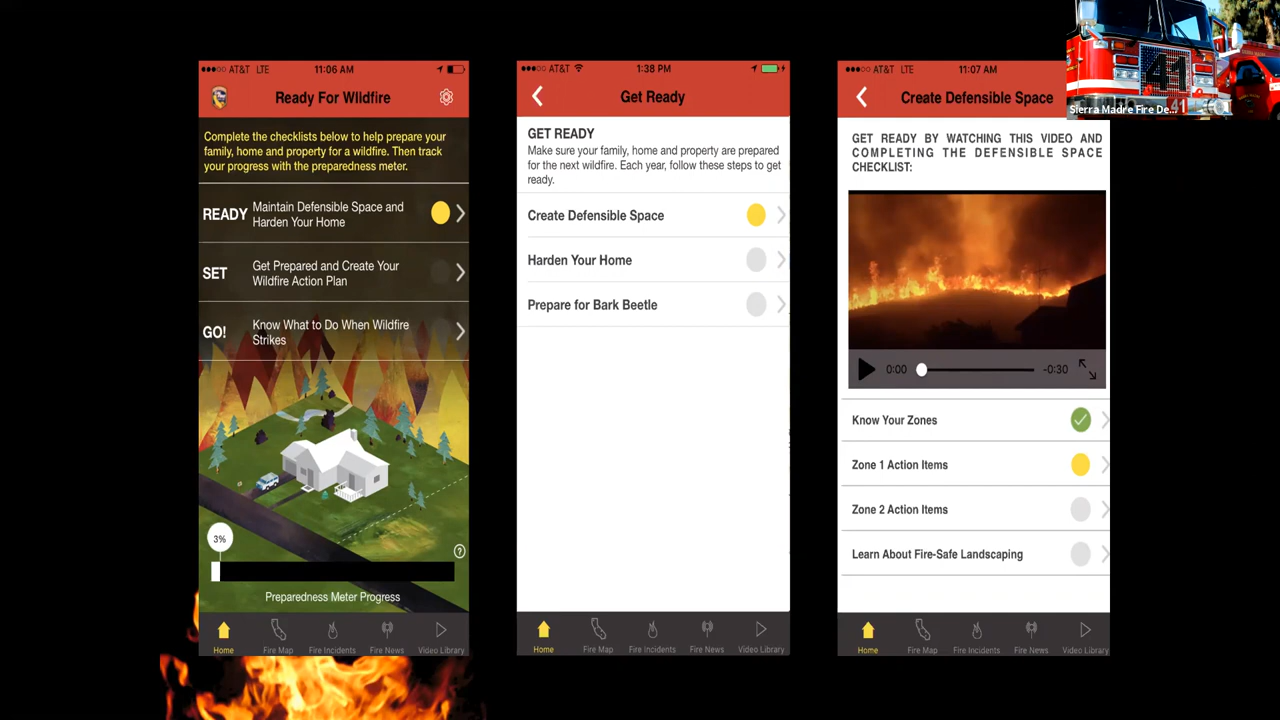 ●●●○○ AT&T LTE 11:06 AM
Ready For Wildfire
Complete the checklists below to help prepare your
family, home and property for a wildfire. Then track
your progress with the preparedness meter.
READY
Maintain Defensible Space and
Harden Your Home
SET
Get Prepared and Create Your
Wildfire Action Plan
GO!
Know What to Do When Wildfire
Strikes
3%
?
Preparedness Meter Progress
Home Fire Map Fire Incidents Fire News Video Library
●●●○○ AT&T 1:38 PM
Get Ready
GET READY
Make sure your family, home and property are prepared
for the next wildfire. Each year, follow these steps to get
ready.
Create Defensible Space
Harden Your Home
Prepare for Bark Beetle
Home Fire Map Fire Incidents Fire News Video Library
●●●○○ AT&T LTE 11:07 AM
Create Defensible Space
GET READY BY WATCHING THIS VIDEO AND
COMPLETING THE DEFENSIBLE SPACE
CHECKLIST:
0:00 -0:30
Know Your Zones
Zone 1 Action Items
Zone 2 Action Items
Learn About Fire-Safe Landscaping
Home Fire Map Fire Incidents Fire News Video Library
41
41
Sierra Madre Fire De...